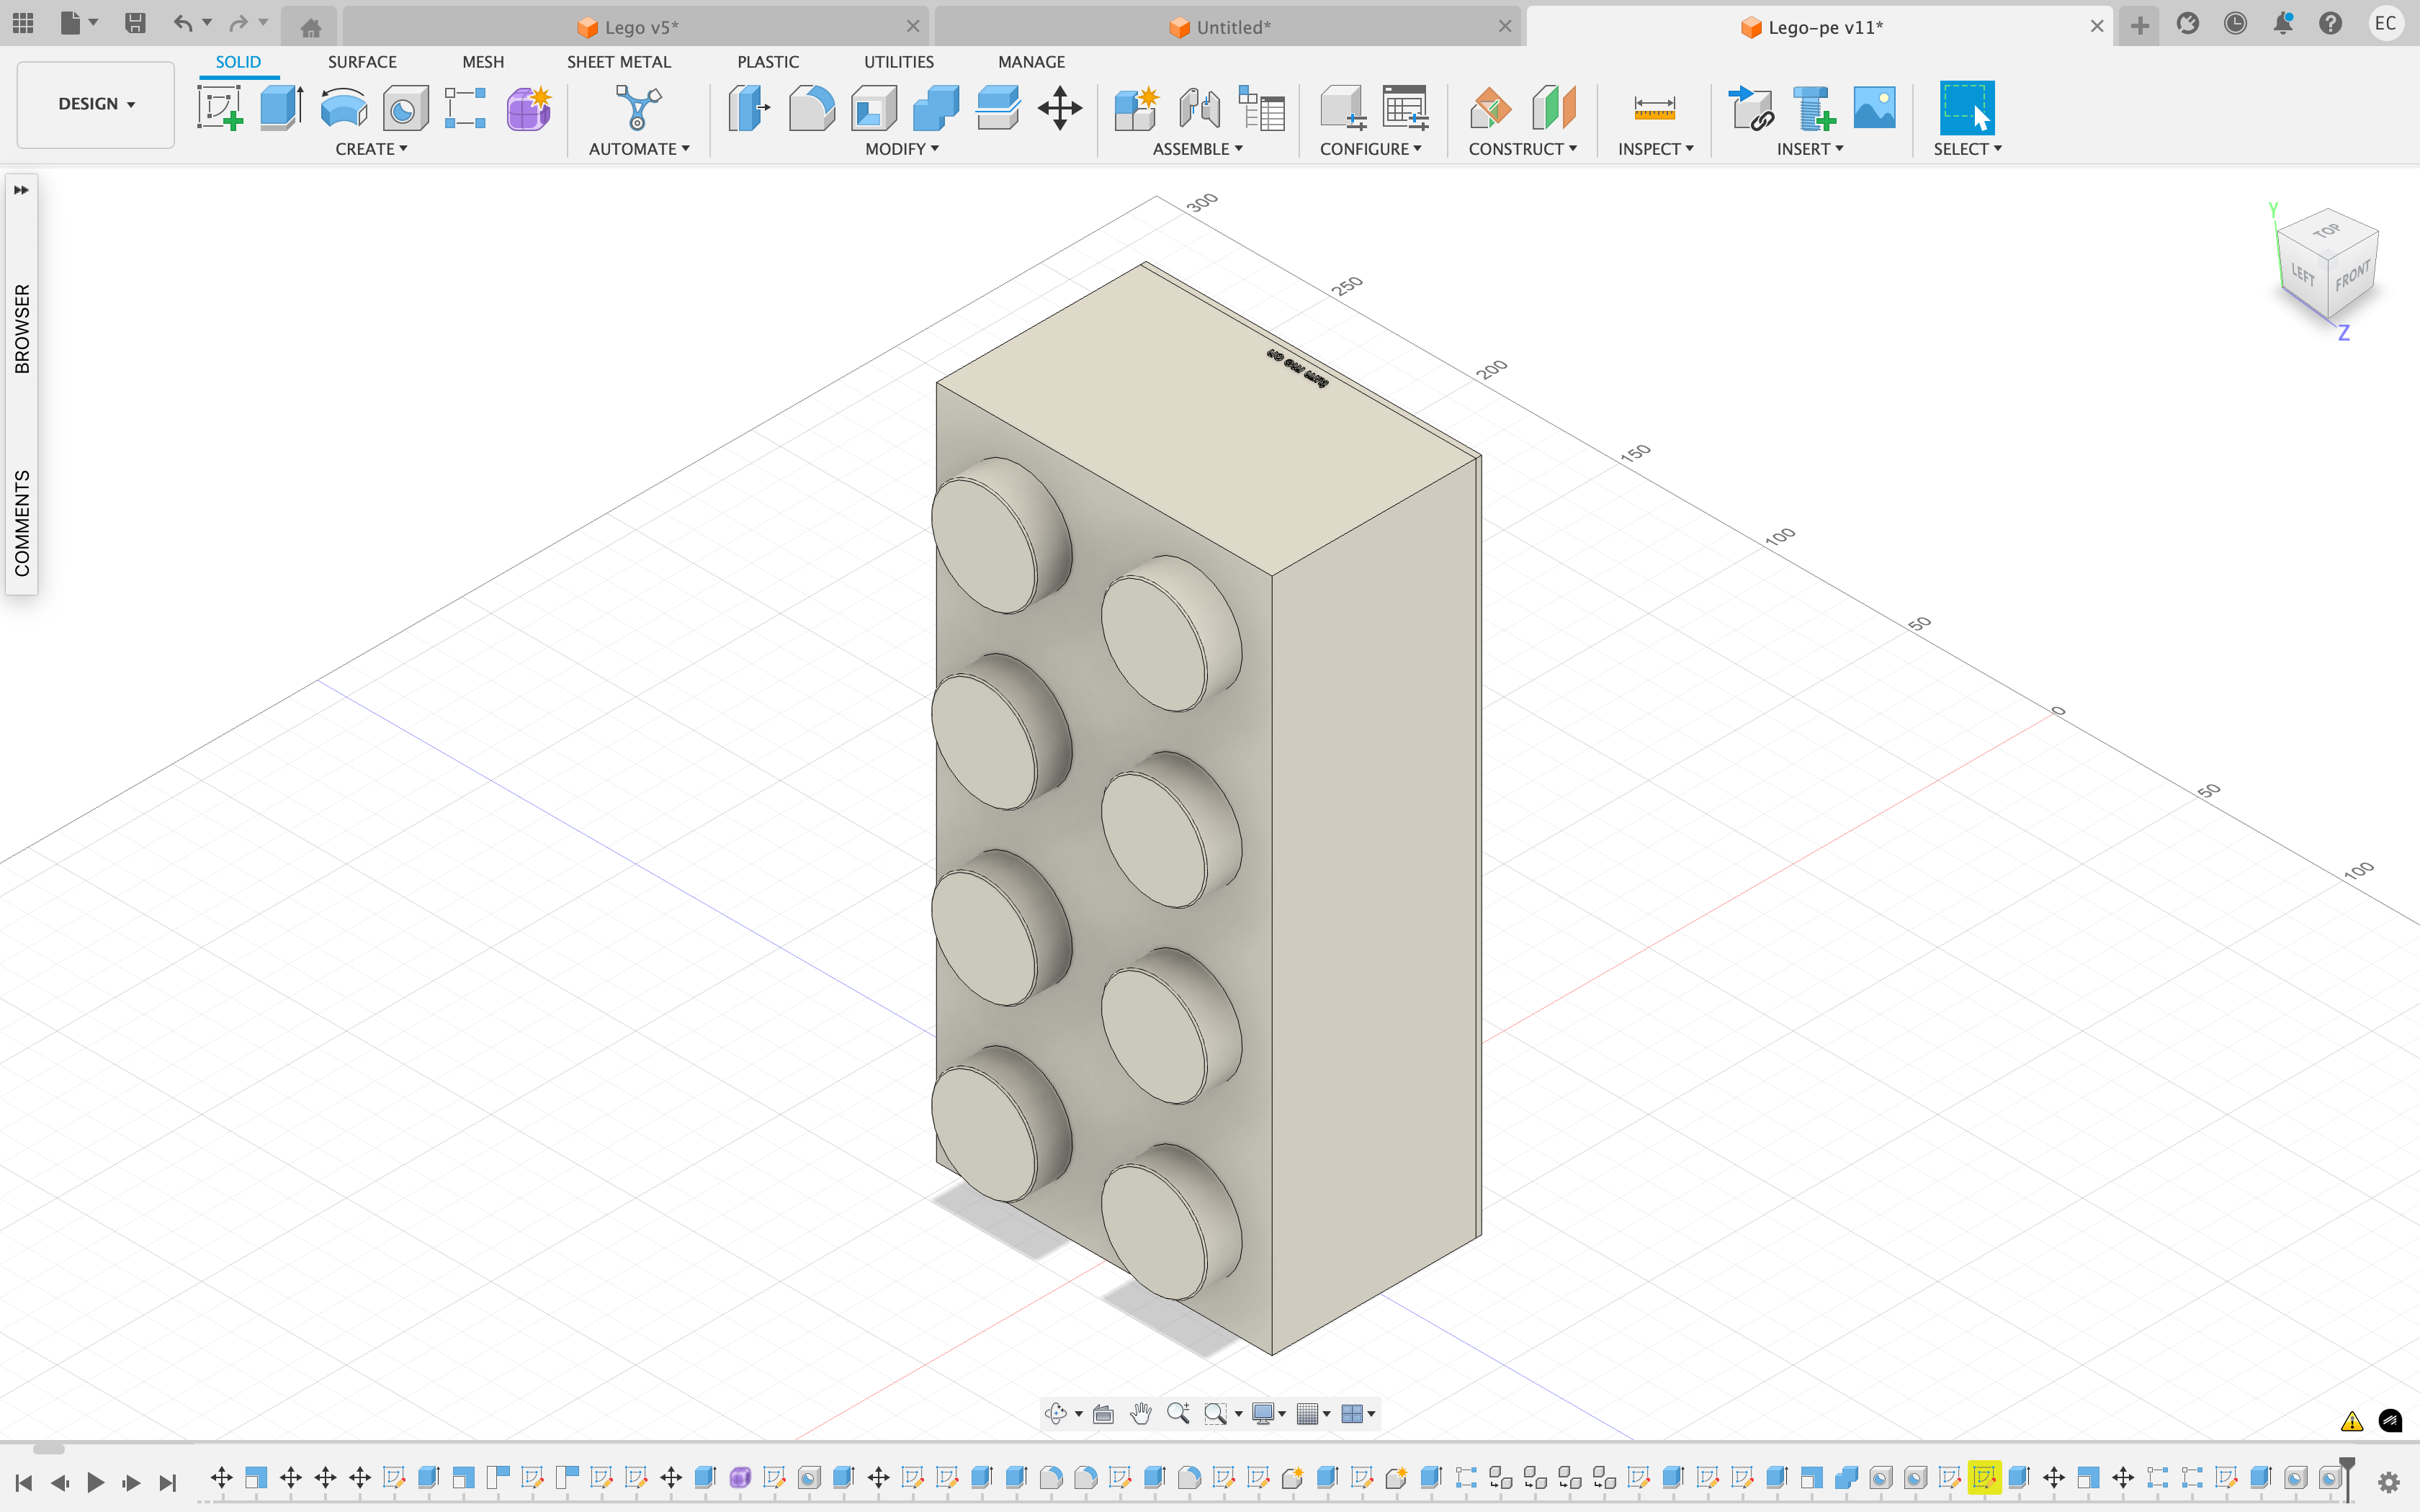 Lego v5*
Untitled*
Lego-pe v11*
EC
SOLID
SURFACE
MESH
SHEET METAL
PLASTIC
UTILITIES
MANAGE
DESIGN
CREATE
AUTOMATE
MODIFY
ASSEMBLE
CONFIGURE
CONSTRUCT
INSPECT
INSERT
SELECT
BROWSER
COMMENTS
300
250
200
150
100
50
0
50
100
Y
TOP
LEFT
FRONT
Z